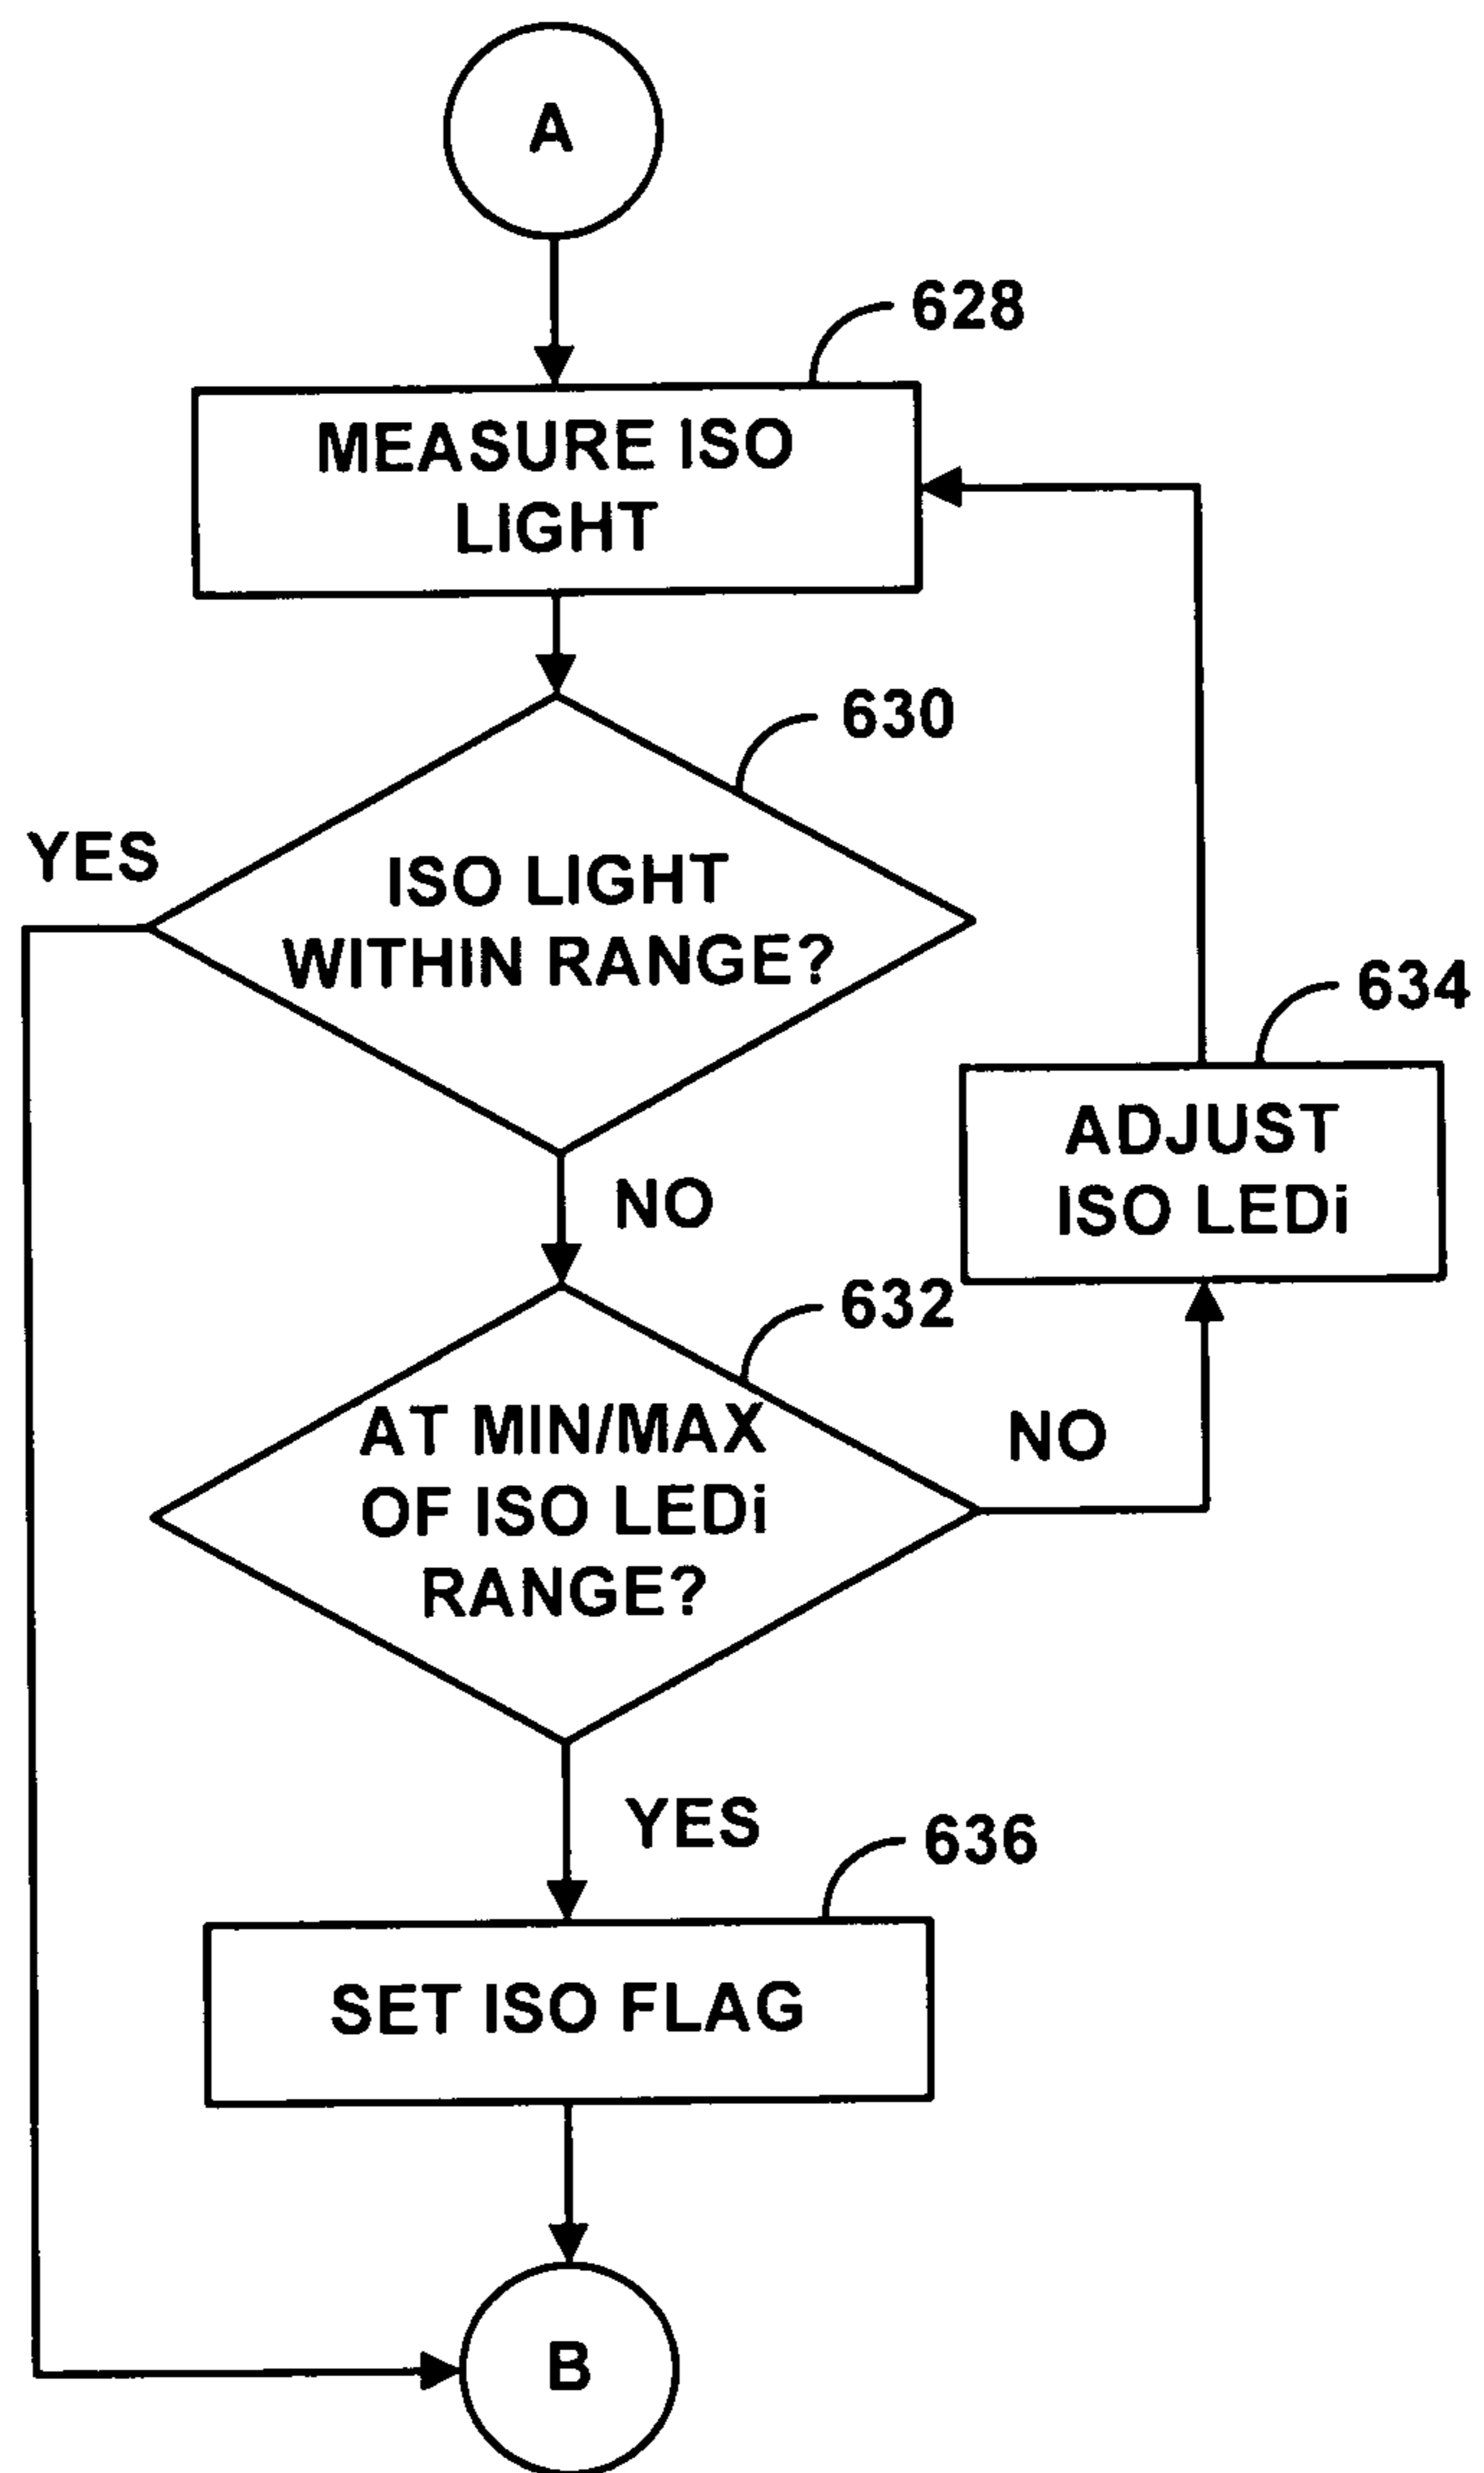 A
628
MEASURE ISO
LIGHT
630
YES
ISO LIGHT
WITHIN RANGE?
634
ADJUST
ISO LEDi
NO
632
AT MIN/MAX
OF ISO LEDi
RANGE?
NO
YES
636
SET ISO FLAG
B